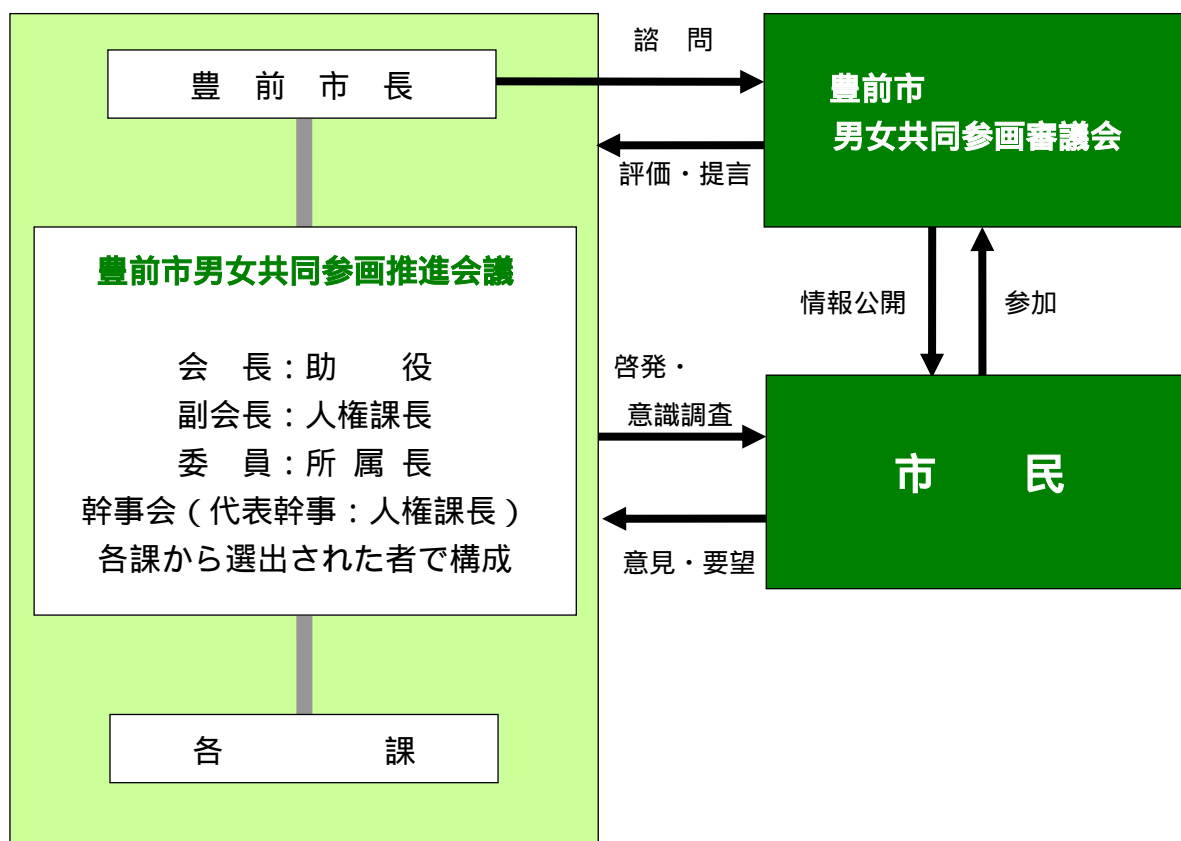 豊 前 市 長
諮 問
評価・提言
豊前市
男女共同参画審議会
豊前市男女共同参画推進会議
会 長：助 役
副会長：人権課長
委 員：所 属 長
幹事会（代表幹事：人権課長）
各課から選出された者で構成
情報公開
参加
啓発・
意識調査
意見・要望
市 民
各 課